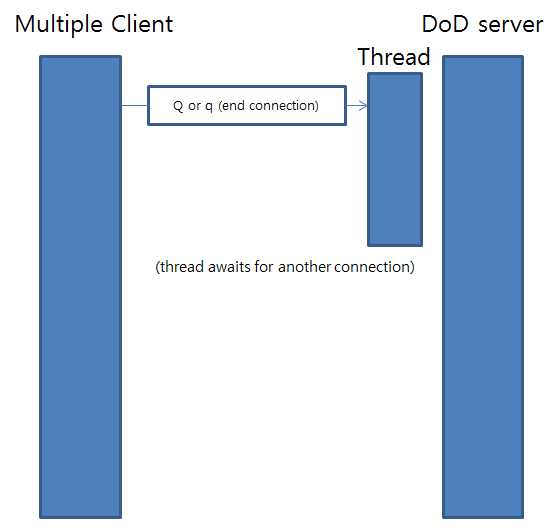 Multiple Client
DoD server
Thread
Q or q (end connection)
(thread awaits for another connection)